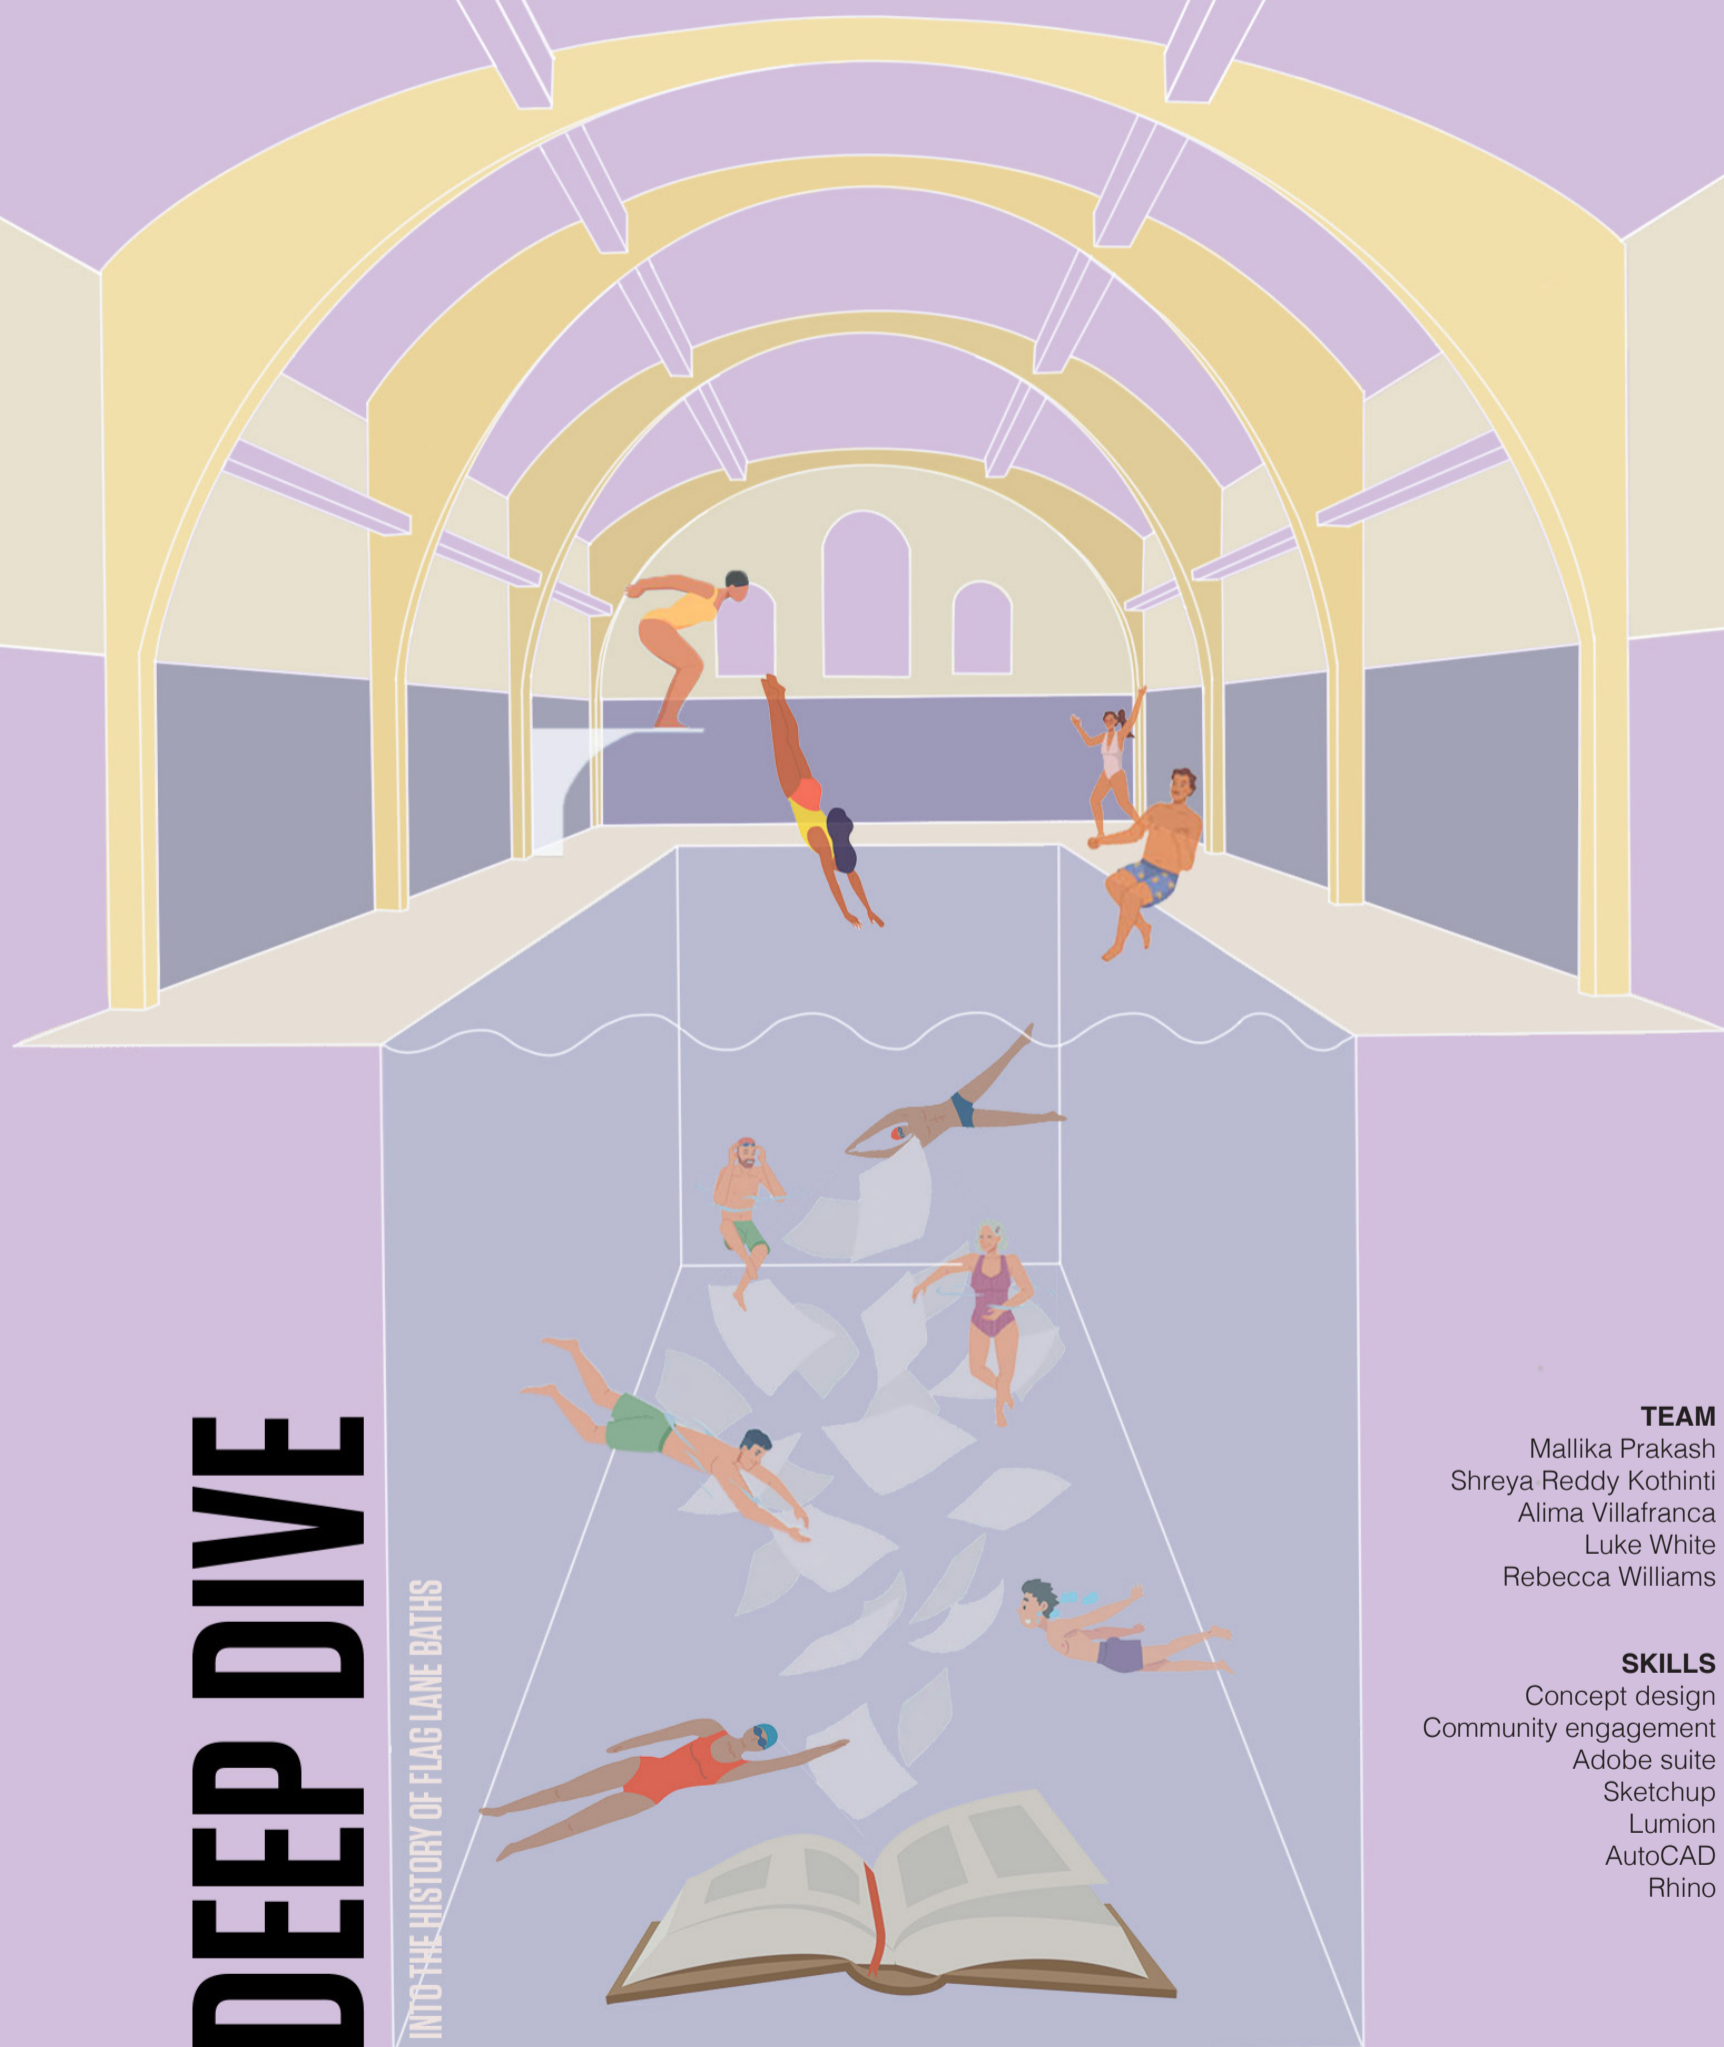 DEEP DIVE
INTO THE HISTORY OF FLAG LANE BATHS
TEAM
Mallika Prakash
Shreya Reddy Kothinti
Alima Villafranca
Luke White
Rebecca Williams
SKILLS
Concept design
Community engagement
Adobe suite
Sketchup
Lumion
AutoCAD
Rhino